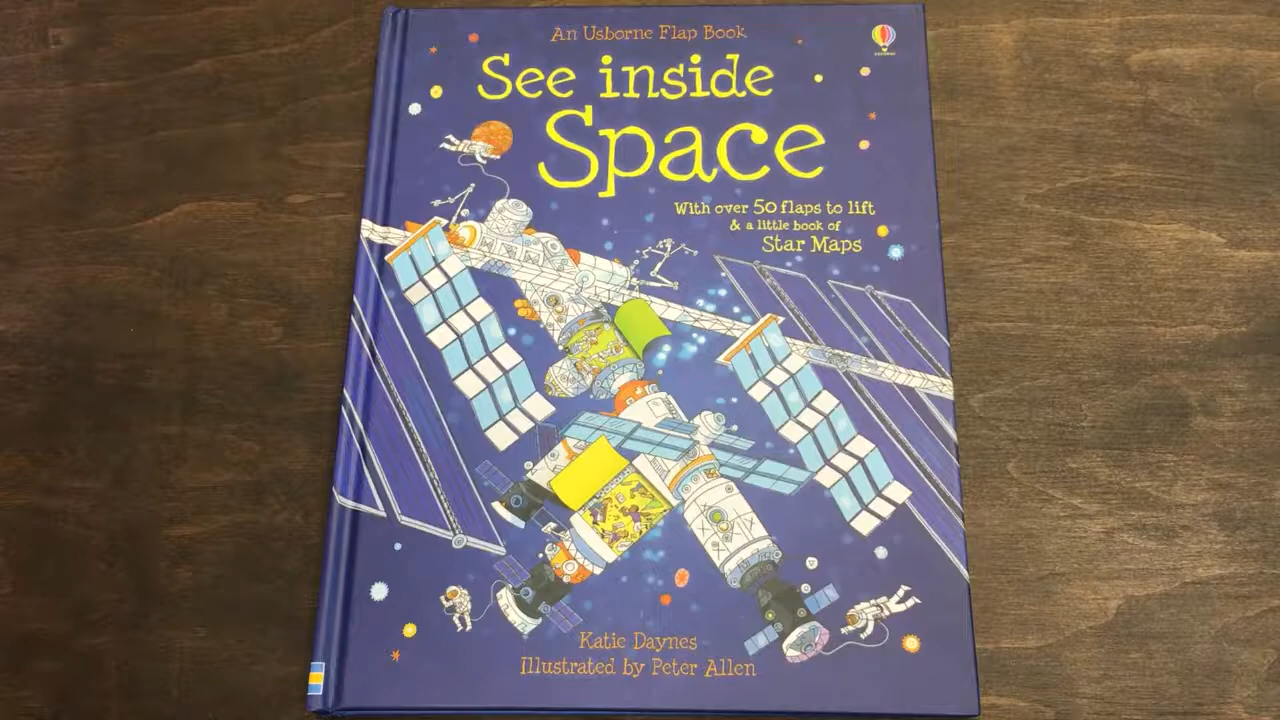 An Usborne Flap Book
USBORNE
See inside
Space
With over 50 flaps to lift
& a little book of
Star Maps
Katie Daynes
Illustrated by Peter Allen